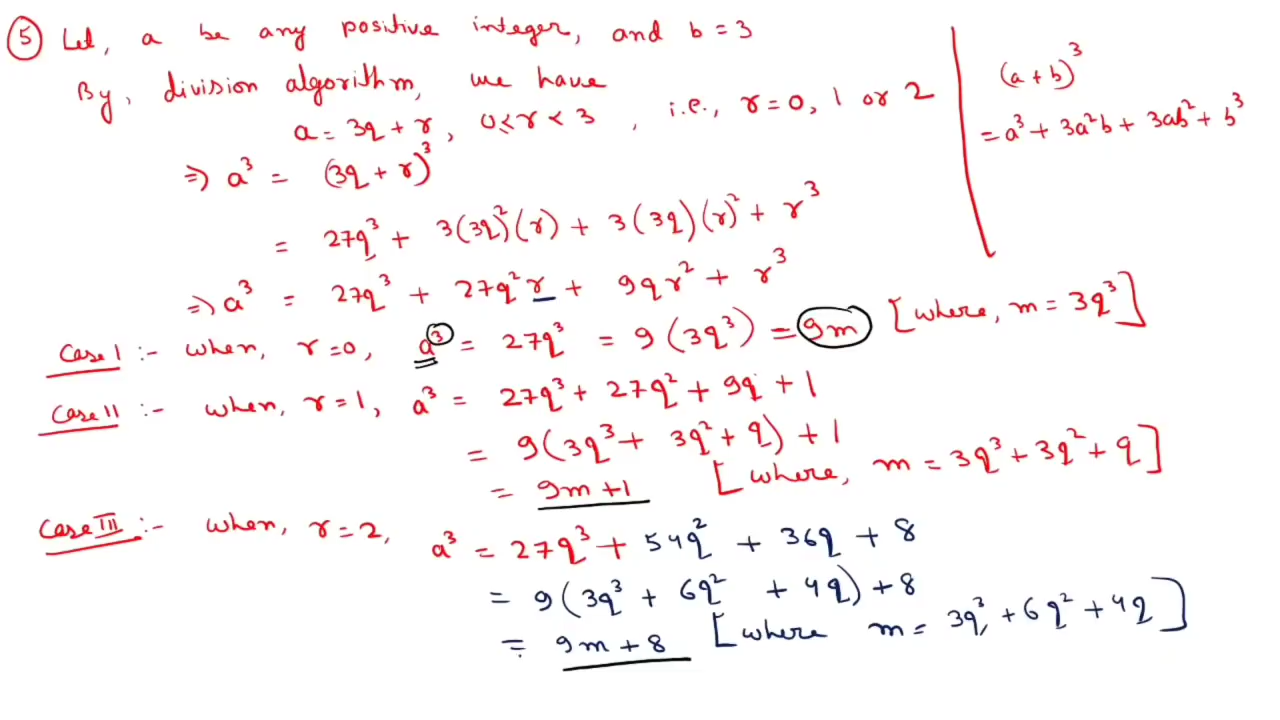 ⑤ Let, a be any positive integer, and b = 3
By, division algorithm, we have
a = 3q + r, 0 ≤ r < 3, i.e., r = 0, 1 or 2
⇒ a³ = (3q + r)³
= 27q³ + 3(3q)²(r) + 3(3q)(r)² + r³
⇒ a³ = 27q³ + 27q²r + 9qr² + r³
Case I :- when, r = 0, a³ = 27q³ = 9(3q³) = 9m [where, m = 3q³]
Case II :- when, r = 1, a³ = 27q³ + 27q² + 9q + 1
= 9(3q³ + 3q² + q) + 1
= 9m + 1 [where, m = 3q³ + 3q² + q]
Case III :- when, r = 2, a³ = 27q³ + 54q² + 36q + 8
= 9(3q³ + 6q² + 4q) + 8
= 9m + 8 [where m = 3q³ + 6q² + 4q]
(a + b)³
= a³ + 3a²b + 3ab² + b³